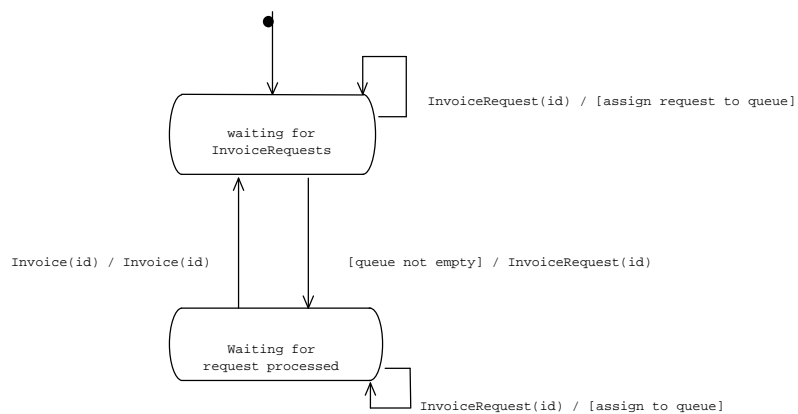 InvoiceRequest(id) / [assign request to queue]
waiting for
InvoiceRequests
Invoice(id) / Invoice(id)
[queue not empty] / InvoiceRequest(id)
Waiting for
request processed
InvoiceRequest(id) / [assign to queue]